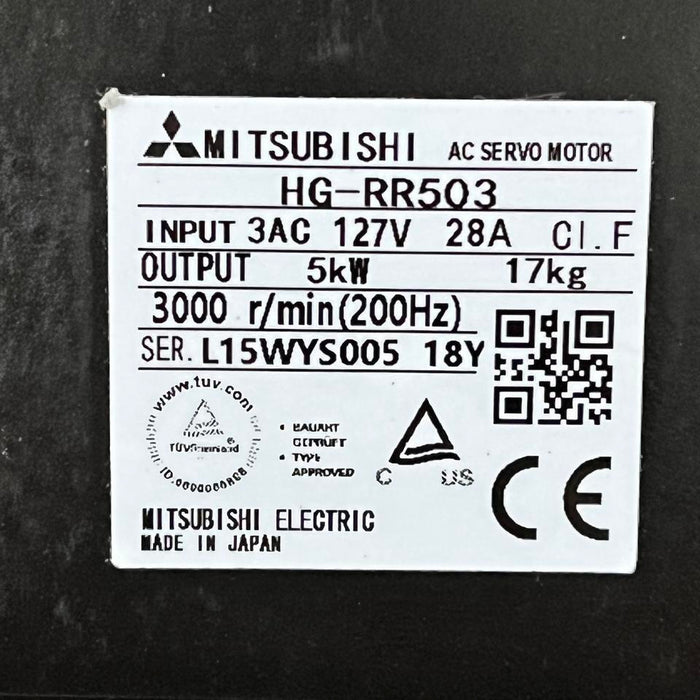 MITSUBISHI AC SERVO MOTOR
HG-RR503
INPUT 3AC 127V 28A Cl.F
OUTPUT 5kW 17kg
3000 r/min(200Hz)
SER. L15WYS005 18Y
www.tuv.com
• BAUART
GEPRÜFT
• TYPE
APPROVED
C US
CE
MITSUBISHI ELECTRIC
MADE IN JAPAN